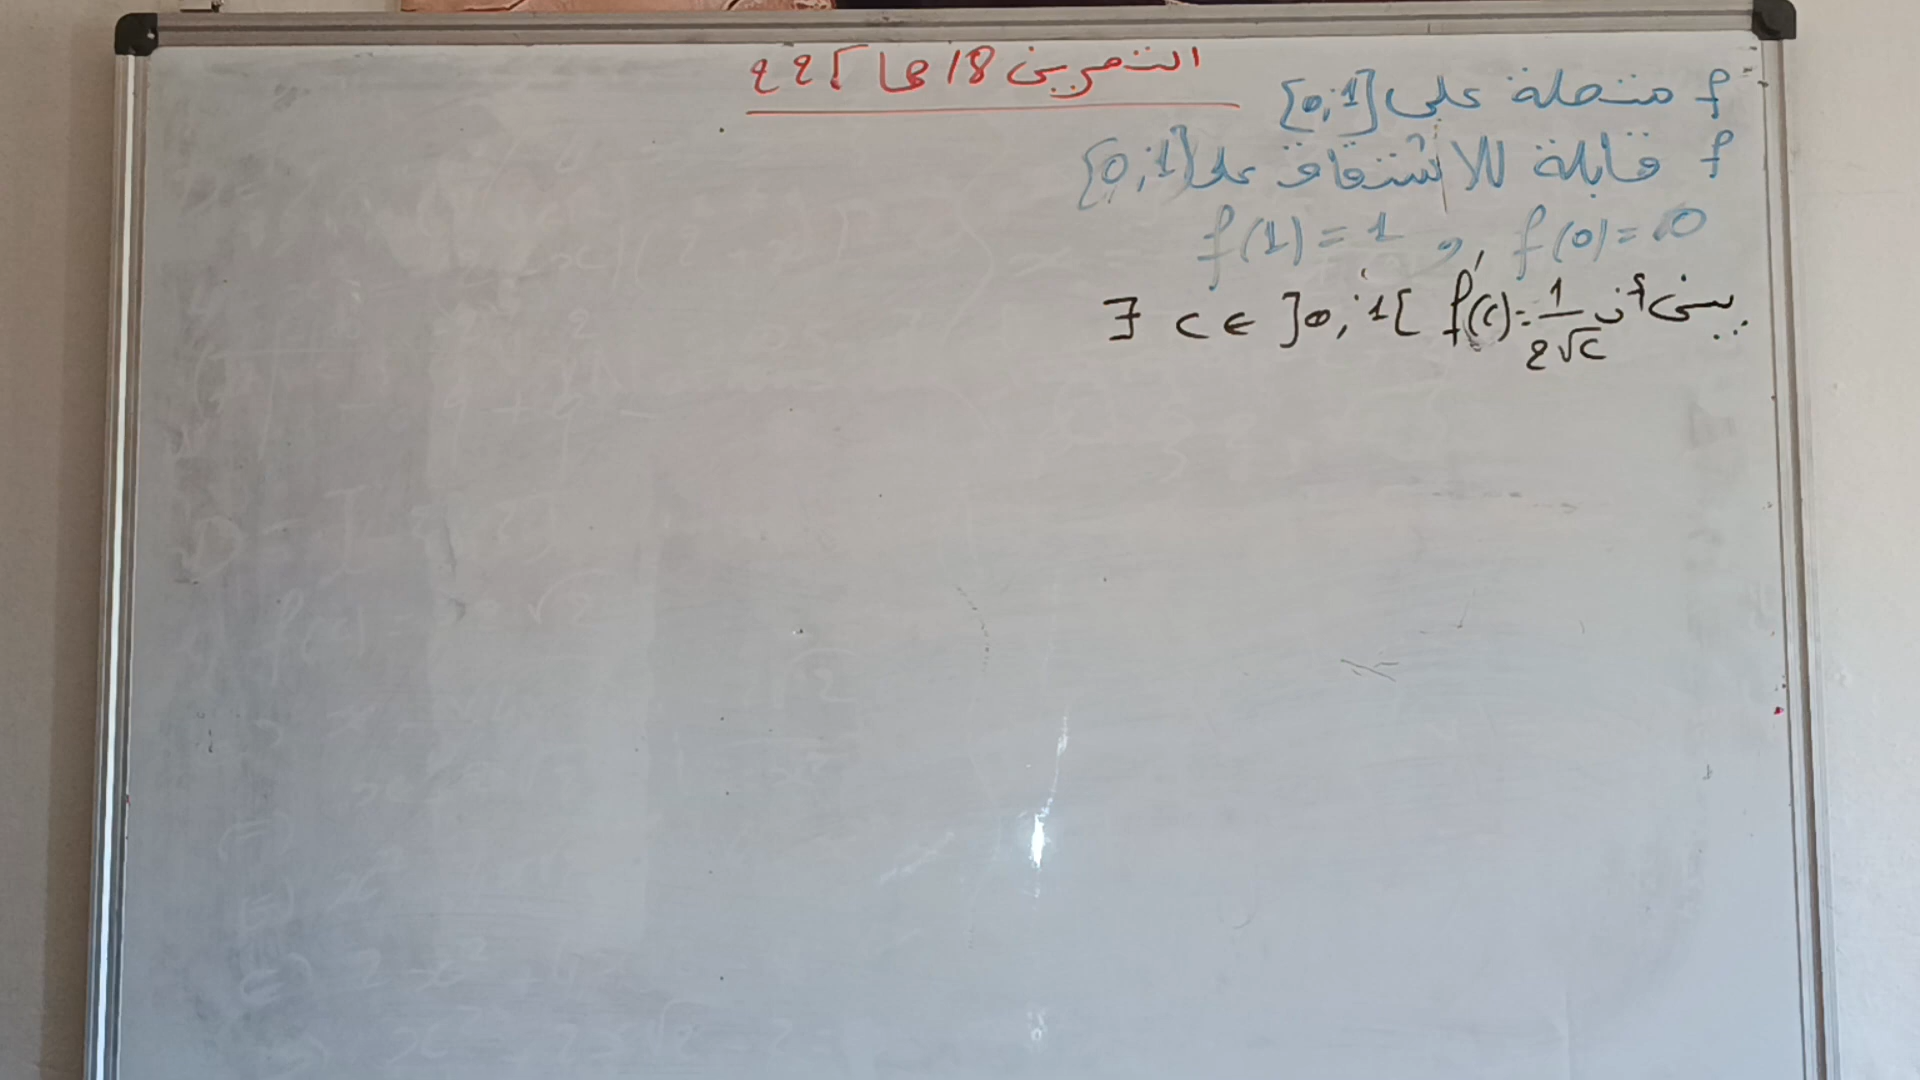 التمرين 18
f متصلة على [0;1]
f قابلة للاشتقاق على [0;1]
f(0)=0 و f(1)=1
بين أن ∃ c ∈ ]0;1[ f'(c)=1/(2√c)